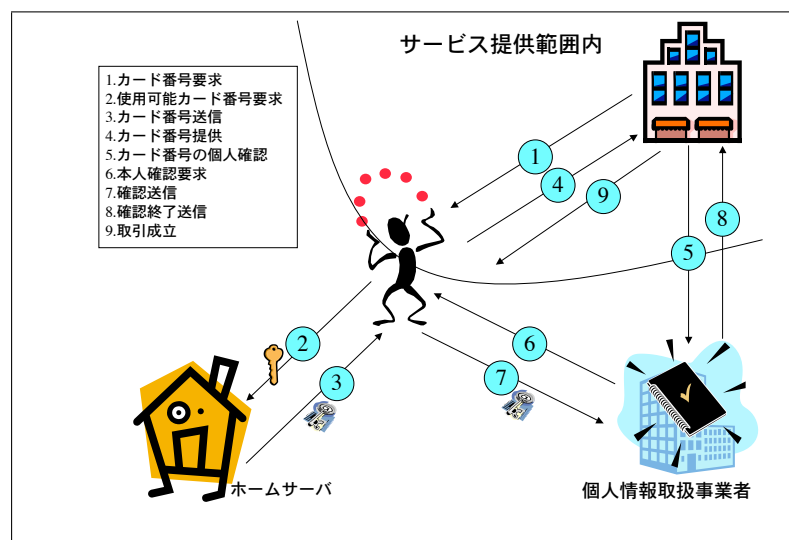 サービス提供範囲内
1.カード番号要求
2.使用可能カード番号要求
3.カード番号送信
4.カード番号提供
5.カード番号の個人確認
6.本人確認要求
7.確認送信
8.確認終了送信
9.取引成立
1
4
9
8
5
2
3
6
7
ホームサーバ
個人情報取扱事業者